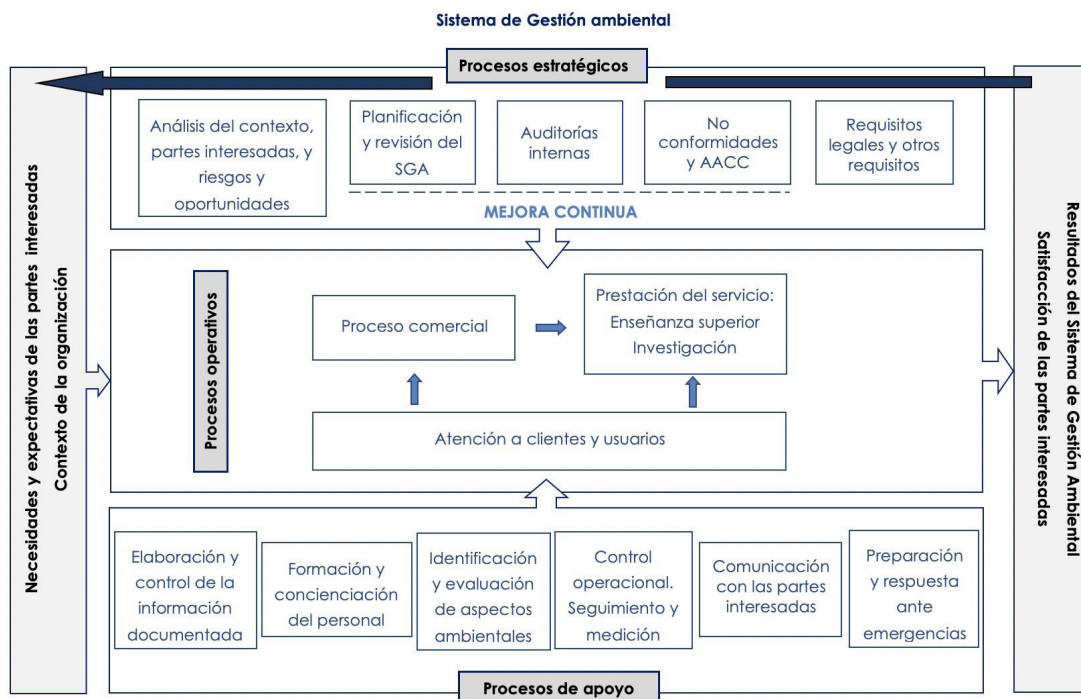 Sistema de Gestión ambiental
Procesos estratégicos
Necesidades y expectativas de las partes interesadas
Contexto de la organización
Análisis del contexto,
partes interesadas, y
riesgos y
oportunidades
Planificación
y revisión del
SGA
Auditorías
internas
No
conformidades
y AACC
Requisitos
legales y otros
requisitos
MEJORA CONTINUA
Procesos operativos
Proceso comercial
Prestación del servicio:
Enseñanza superior
Investigación
Atención a clientes y usuarios
Elaboración y
control de la
información
documentada
Formación y
concienciación
del personal
Identificación
y evaluación
de aspectos
ambientales
Control
operacional.
Seguimiento y
medición
Comunicación
con las partes
interesadas
Preparación
y respuesta
ante
emergencias
Procesos de apoyo
Resultados del Sistema de Gestión Ambiental
Satisfacción de las partes interesadas